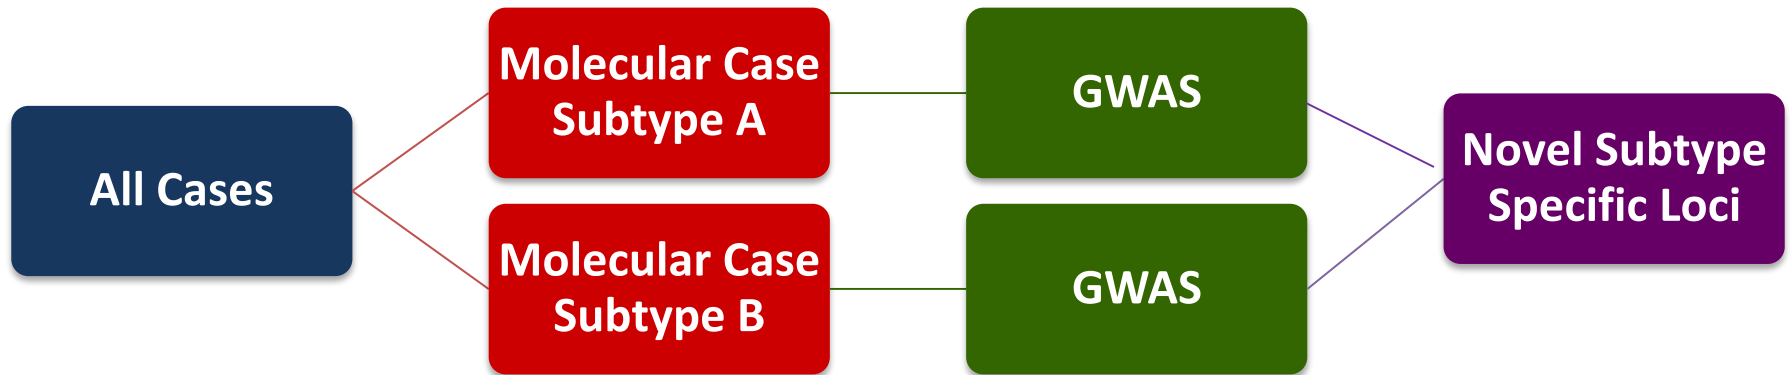 All Cases
Molecular Case
Subtype A
GWAS
Molecular Case
Subtype B
GWAS
Novel Subtype
Specific Loci